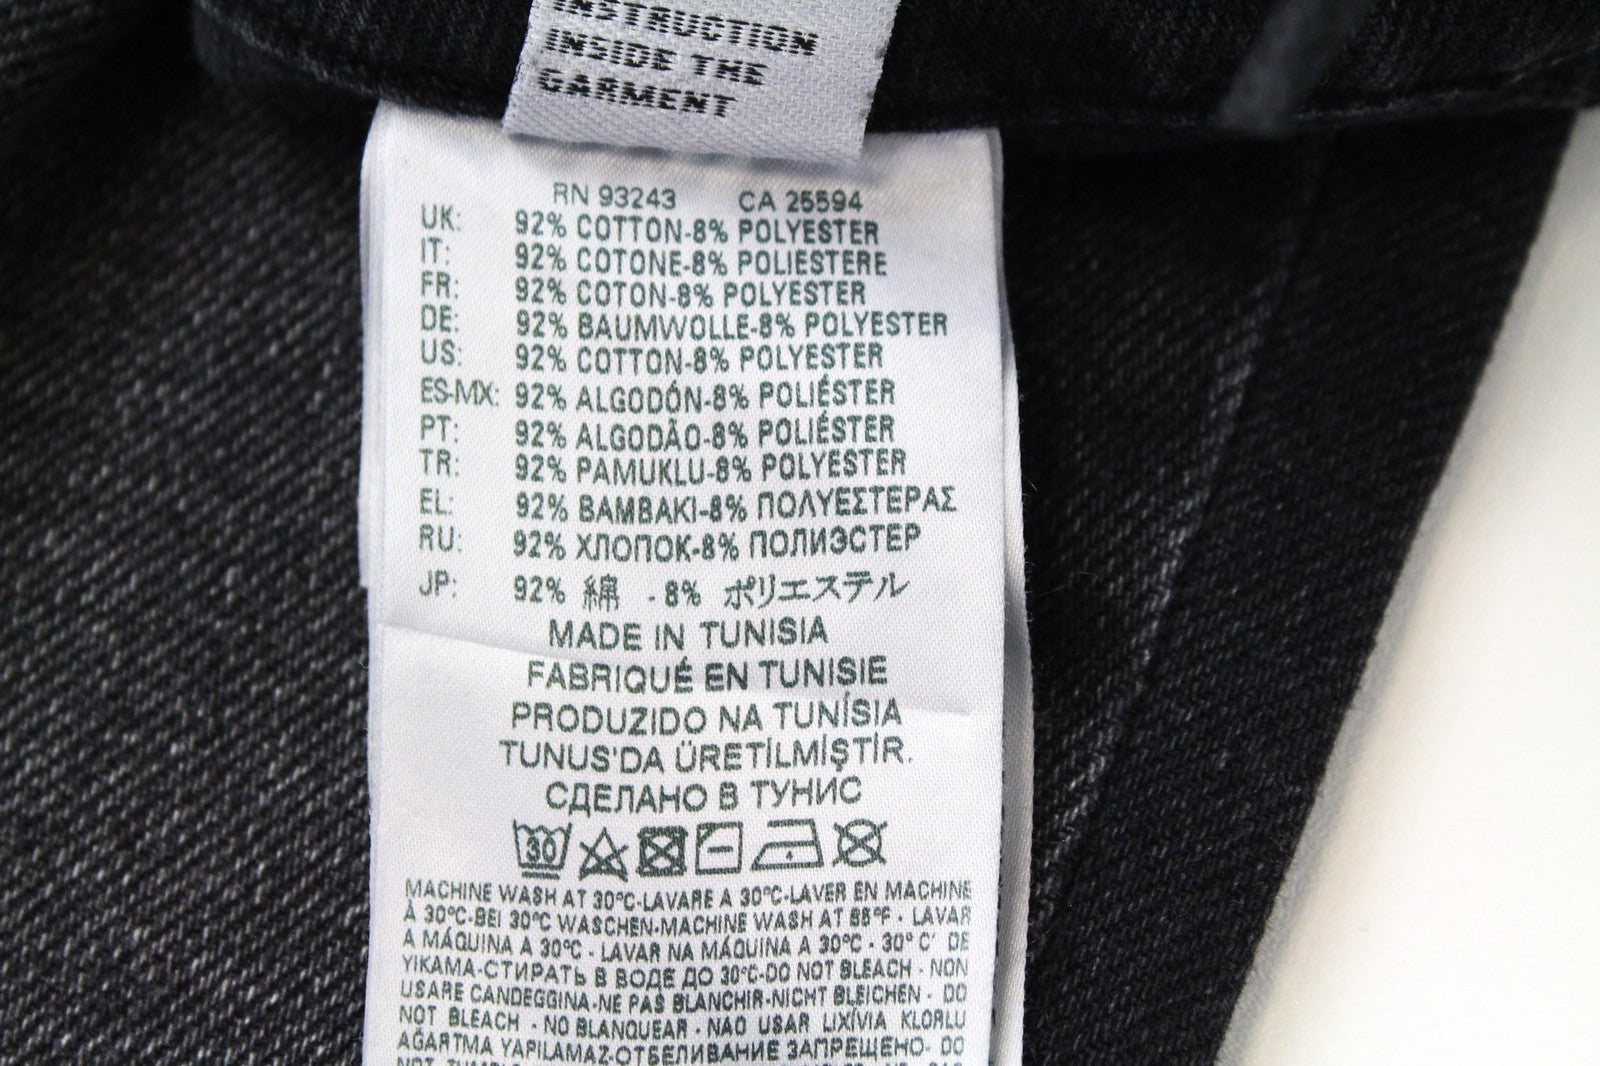 INSTRUCTION
INSIDE THE
GARMENT
RN 93243 CA 25594
UK: 92% COTTON-8% POLYESTER
IT: 92% COTONE-8% POLIESTERE
FR: 92% COTON-8% POLYESTER
DE: 92% BAUMWOLLE-8% POLYESTER
US: 92% COTTON-8% POLYESTER
ES-MX: 92% ALGODÓN-8% POLIÉSTER
PT: 92% ALGODÃO-8% POLIÉSTER
TR: 92% PAMUKLU-8% POLYESTER
EL: 92% ΒΑΜΒΑΚΙ-8% ΠΟΛΥΕΣΤΕΡΑΣ
RU: 92% ХЛОПОК-8% ПОЛИЭСТЕР
JP: 92% 綿 -8% ポリエステル
MADE IN TUNISIA
FABRIQUÉ EN TUNISIE
PRODUZIDO NA TUNÍSIA
TUNUS'DA ÜRETİLMİŞTİR.
СДЕЛАНО В ТУНИС
30
MACHINE WASH AT 30°C-LAVARE A 30°C-LAVER EN MACHINE
À 30°C-BEI 30°C WASCHEN-MACHINE WASH AT 85°F - LAVAR
A MÁQUINA A 30°C - LAVAR NA MÁQUINA A 30°C - 30° C' DE
YIKAMA-СТИРАТЬ В ВОДЕ ДО 30°C-DO NOT BLEACH - NON
USARE CANDEGGINA-NE PAS BLANCHIR-NICHT BLEICHEN - DO
NOT BLEACH - NO BLANQUEAR - NAO USAR LIXÍVIA KLORLU
AĞARTMA YAPILAMAZ-ОТБЕЛИВАНИЕ ЗАПРЕЩЕНО- DO
NOT